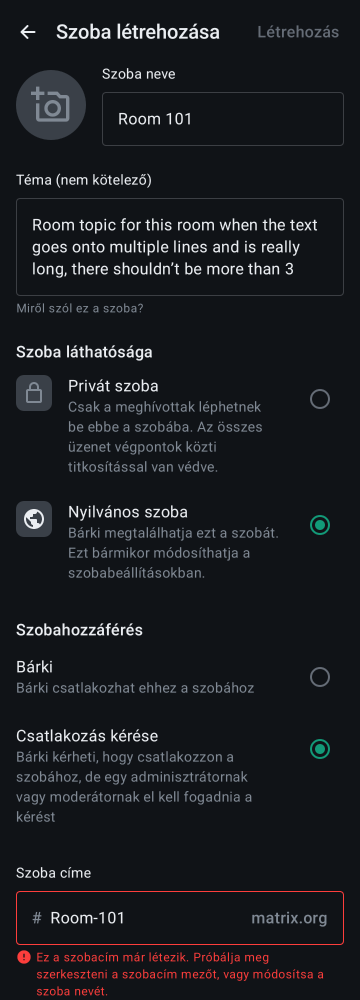 Szoba létrehozása
Létrehozás
Szoba neve
Room 101
Téma (nem kötelező)
Room topic for this room when the text
goes onto multiple lines and is really
long, there shouldn’t be more than 3
Miről szól ez a szoba?
Szoba láthatósága
Privát szoba
Csak a meghívottak léphetnek
be ebbe a szobába. Az összes
üzenet végpontok közti
titkosítással van védve.
Nyilvános szoba
Bárki megtalálhatja ezt a szobát.
Ezt bármikor módosíthatja a
szobabeállításokban.
Szobahozzáférés
Bárki
Bárki csatlakozhat ehhez a szobához
Csatlakozás kérése
Bárki kérheti, hogy csatlakozzon a
szobához, de egy adminisztrátornak
vagy moderátornak el kell fogadnia a
kérést
Szoba címe
# Room-101 matrix.org
Ez a szobacím már létezik. Próbálja meg
szerkeszteni a szobacím mezőt, vagy módosítsa a
szoba nevét.